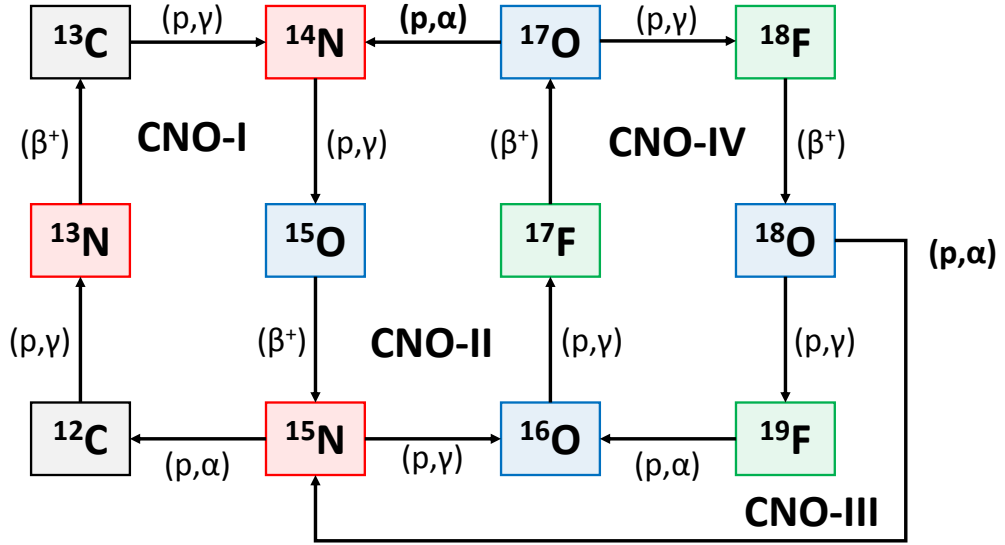 ¹³C (p,γ) ¹⁴N (p,α) ¹⁷O (p,γ) ¹⁸F
(β⁺) CNO-I (p,γ) (β⁺) CNO-IV (β⁺)
¹³N ¹⁵O ¹⁷F ¹⁸O (p,α)
(p,γ) (β⁺) CNO-II (p,γ) (p,γ)
¹²C (p,α) ¹⁵N (p,γ) ¹⁶O (p,α) ¹⁹F
CNO-III